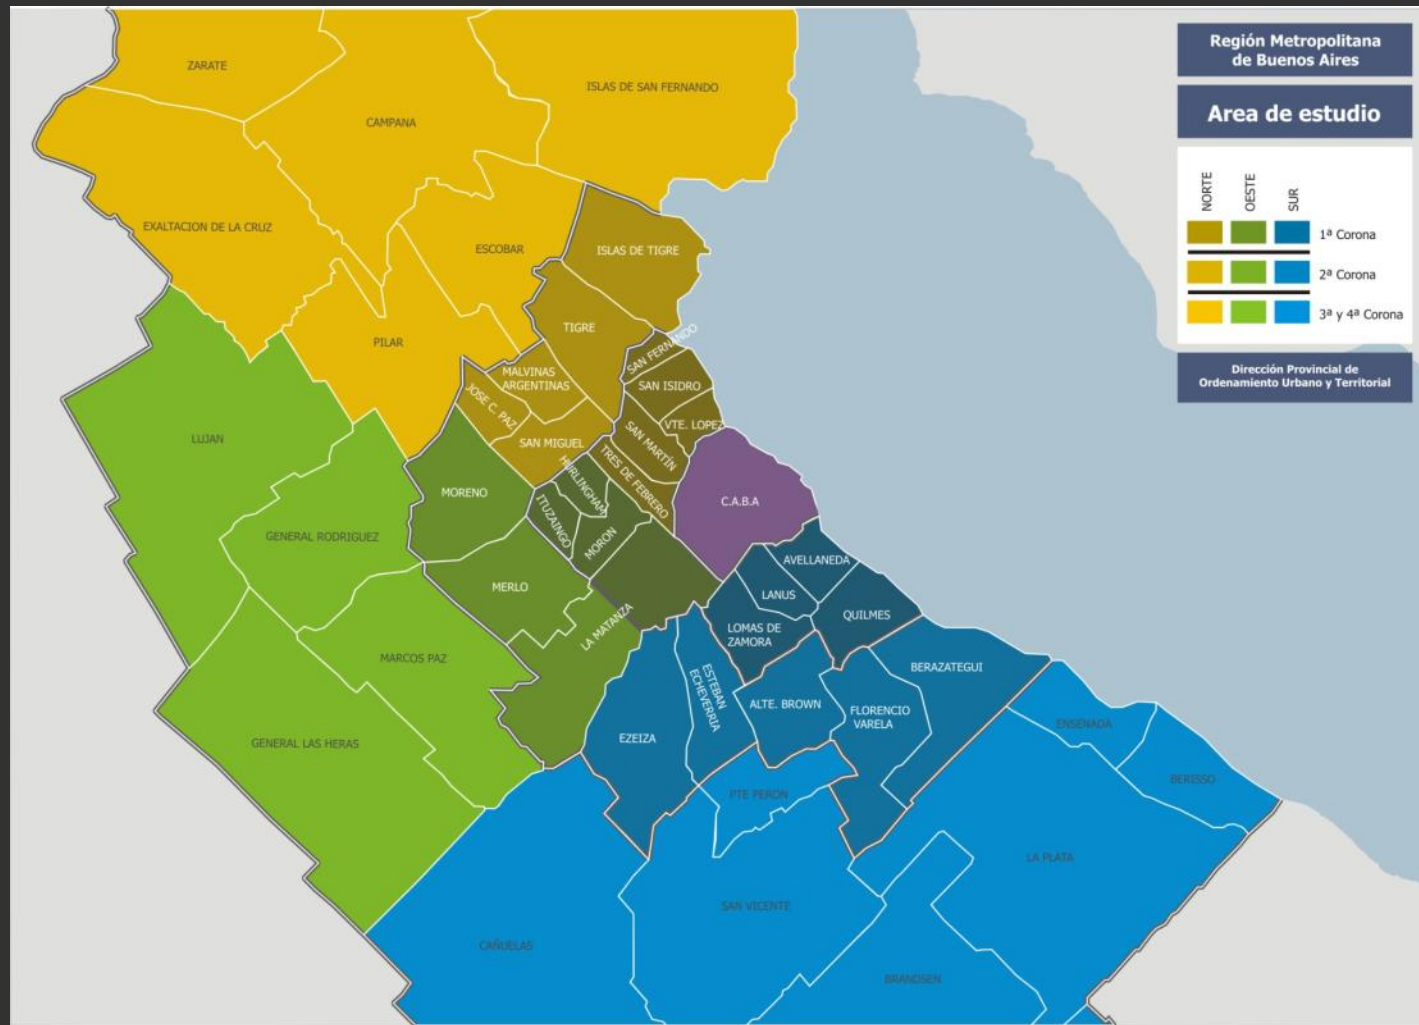 Región Metropolitana
de Buenos Aires
Area de estudio
NORTE
OESTE
SUR
1ª Corona
2ª Corona
3ª y 4ª Corona
Dirección Provincial de
Ordenamiento Urbano y Territorial
ZARATE
ISLAS DE SAN FERNANDO
CAMPANA
EXALTACION DE LA CRUZ
ESCOBAR
ISLAS DE TIGRE
TIGRE
PILAR
SAN FERNANDO
MALVINAS
ARGENTINAS
SAN ISIDRO
JOSE C. PAZ
VTE. LOPEZ
LUJAN
SAN MIGUEL
SAN MARTÍN
TRES DE FEBRERO
HURLINGHAM
MORENO
C.A.B.A
ITUZAINGO
MORON
GENERAL RODRIGUEZ
AVELLANEDA
MERLO
LANUS
QUILMES
LA MATANZA
LOMAS DE
ZAMORA
MARCOS PAZ
BERAZATEGUI
ESTEBAN
ECHEVERRIA
ALTE. BROWN
FLORENCIO
VARELA
ENSENADA
EZEIZA
GENERAL LAS HERAS
BERISSO
PTE PERON
LA PLATA
SAN VICENTE
CAÑUELAS
BRANDSEN